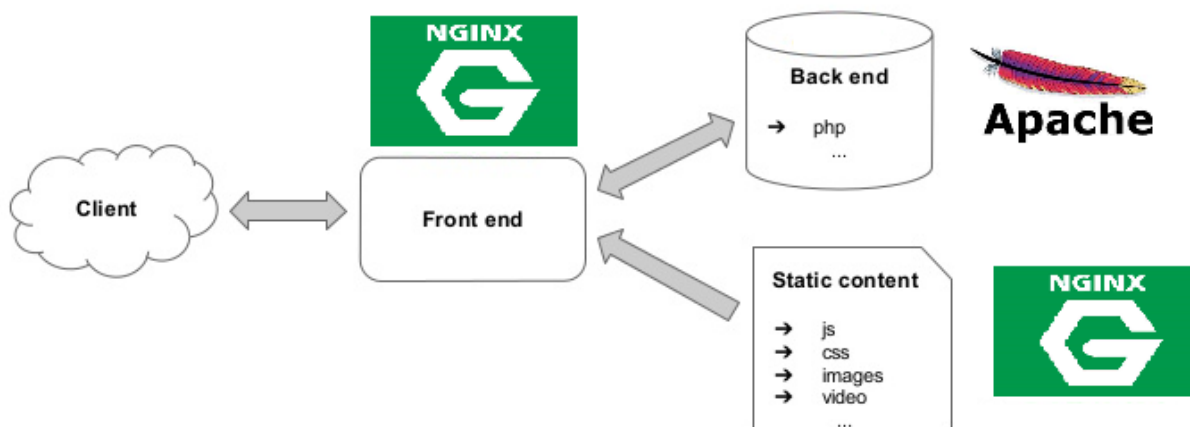 NGINX
Client
Front end
Back end
➔ php
...
Apache
Static content
➔ js
➔ css
➔ images
➔ video
...
NGINX